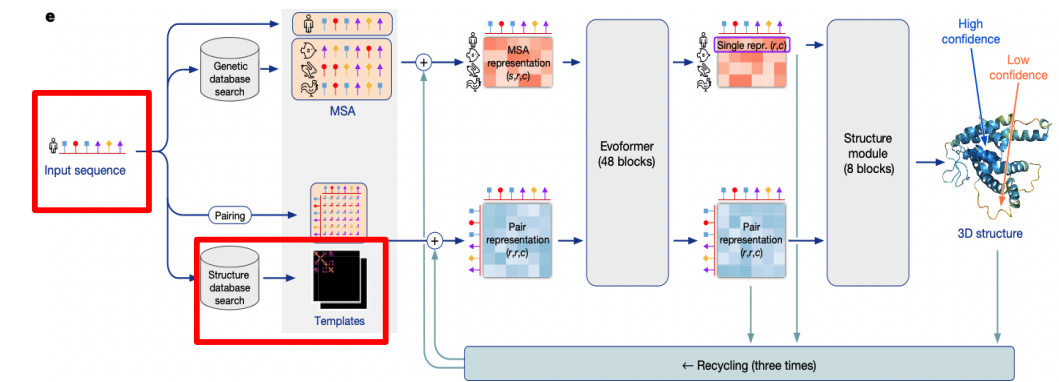 e
High
confidence
Low
confidence
Genetic
database
search
MSA
MSA
representation
(s,r,c)
Single repr. (r,c)
Input sequence
Evoformer
(48 blocks)
Structure
module
(8 blocks)
+
Pairing
Pair
representation
(r,r,c)
Pair
representation
(r,r,c)
+
3D structure
Structure
database
search
Templates
← Recycling (three times)